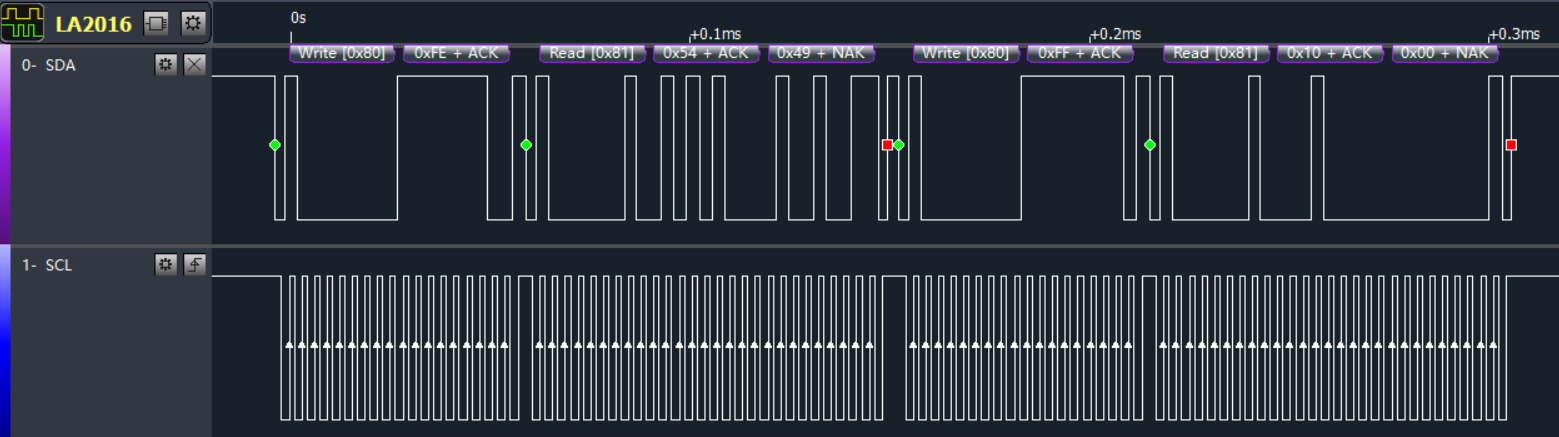 LA2016
0s
+0.1ms
+0.2ms
+0.3ms
Write [0x80] 0xFE + ACK Read [0x81] 0x54 + ACK 0x49 + NAK Write [0x80] 0xFF + ACK Read [0x81] 0x10 + ACK 0x00 + NAK
0- SDA
1- SCL